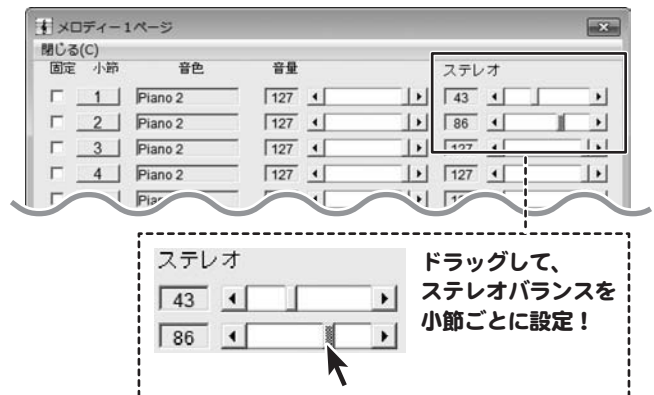 メロディー1ページ
閉じる(C)
固定 小節 音色 音量 ステレオ
1 Piano 2 127 43
2 Piano 2 127 86
3 Piano 2 127 127
4 Piano 2 127 127
ステレオ
43
86
ドラッグして、
ステレオバランスを
小節ごとに設定!